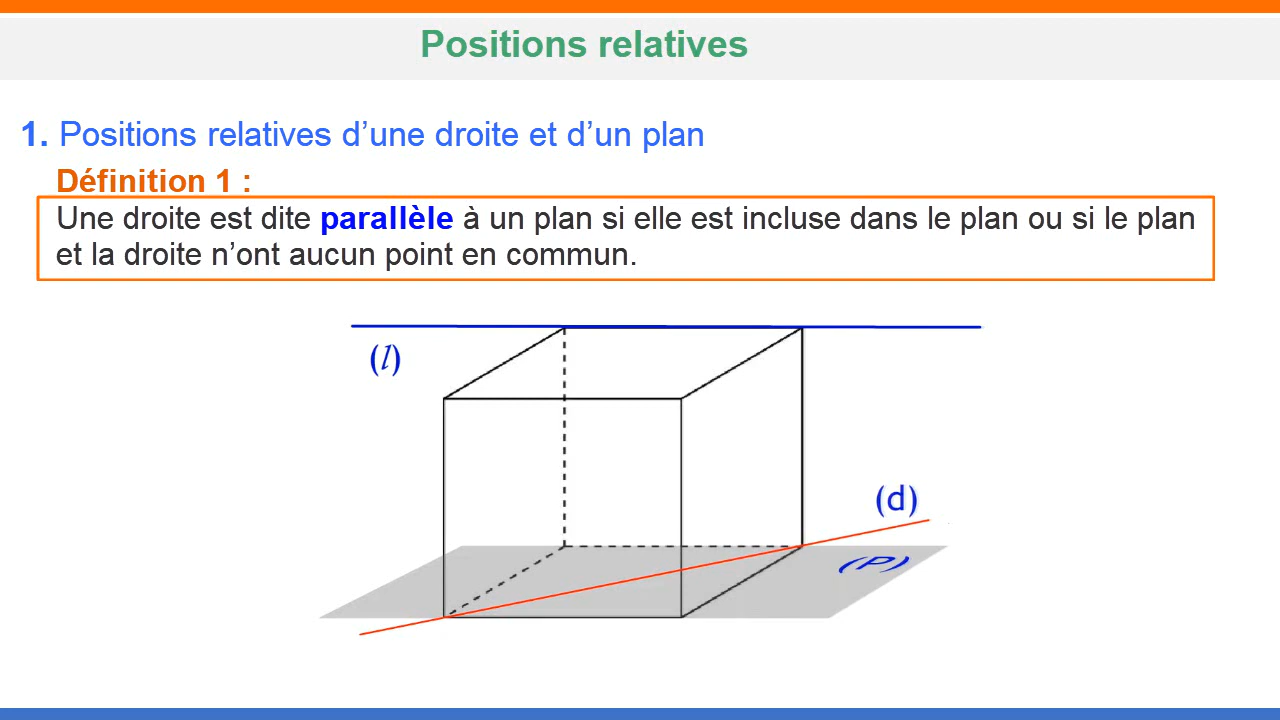 Positions relatives
1. Positions relatives d’une droite et d’un plan
Définition 1 :
Une droite est dite parallèle à un plan si elle est incluse dans le plan ou si le plan
et la droite n’ont aucun point en commun.
(l)
(d)
(P)